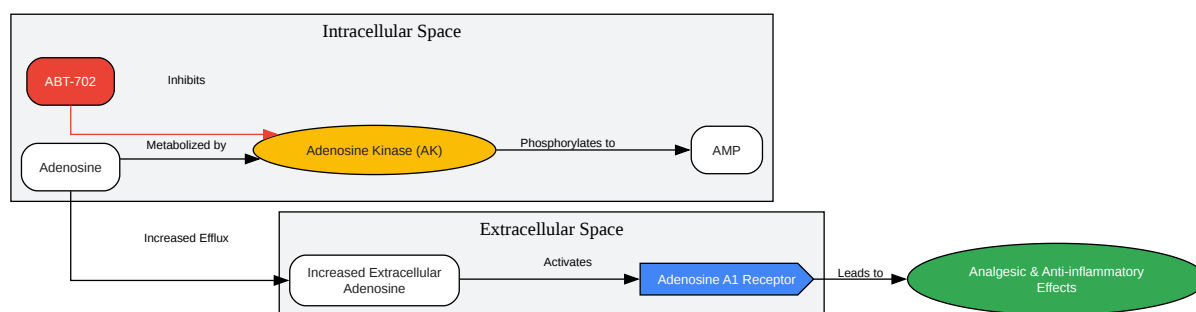 Intracellular Space
ABT-702
Inhibits
Adenosine
Metabolized by
Adenosine Kinase (AK)
Phosphorylates to
AMP
Increased Efflux
Extracellular Space
Increased Extracellular
Adenosine
Activates
Adenosine A1 Receptor
Leads to
Analgesic & Anti-inflammatory
Effects